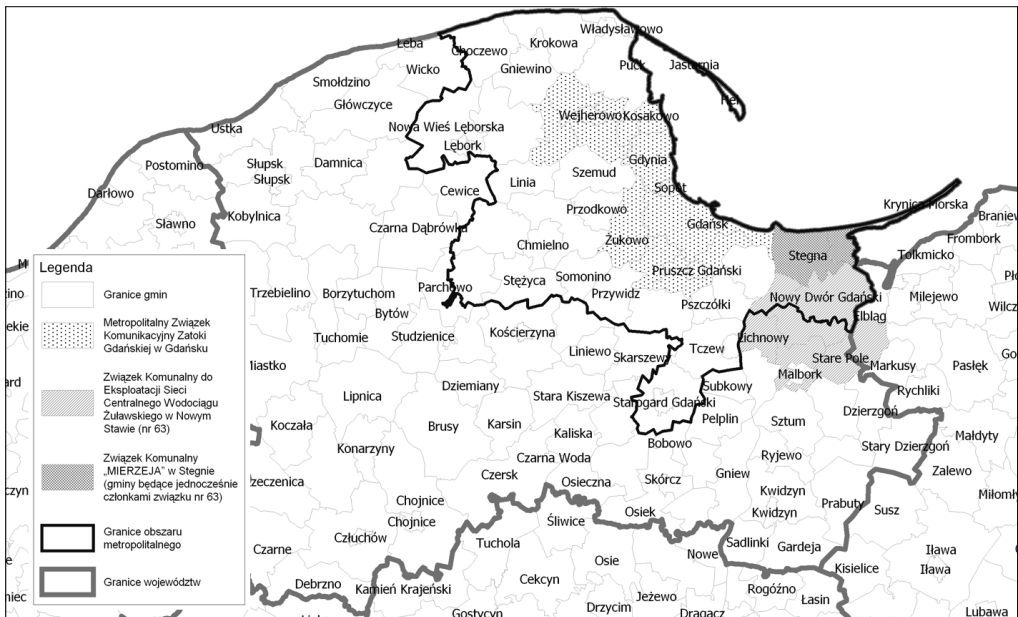 Władysławowo
Łeba
Choczewo
Krokowa
Wicko
Gniewino
Puck
Jastarnia
Smołdzino
Główczyce
Hel
Ustka
Nowa Wieś Lęborska
Wejherowo
Kosakowo
Lębork
Postomino
Słupsk
Damnica
Gdynia
Słupsk
Szemud
Darłowo
Cewice
Linia
Sopot
Kobylnica
Przodkowo
Krynica Morska
Sławno
Czarna Dąbrówka
Gdańsk
Braniew
Chmielno
Żukowo
Frombork
Stegna
Tolkmicko
M
Legenda
Pruszcz Gdański
Parchowo
Stężyca
Somonino
Trzebielino
Borzytuchom
Przywidz
Nowy Dwór Gdański
Milejewo
Pszczółki
Wilcz
Bytów
Elbląg
Tuchomie
Studzienice
Kościerzyna
Lichnowy
Liniewo
Tczew
Skarszewy
Stare Pole
Markusy
Pasłęk
Miastko
Malbork
Dziemiany
Subkowy
Rychliki
Lipnica
Stara Kiszewa
Starogard Gdański
Dzierzgoń
Pelplin
Sztum
Koczała
Brusy
Karsin
Kaliska
Bobowo
Małdyty
Konarzyny
Stary Dzierzgoń
Czarna Woda
Ryjewo
Zalewo
Czersk
Osieczna
Skórcz
Gniew
Rzeczenica
Kwidzyn
Miłomły
Chojnice
Prabuty
Susz
Chojnice
Śliwice
Osiek
Kwidzyn
Człuchów
Tuchola
Sadlinki
Gardeja
Czarne
Osie
Nowe
Iława
Kisielice
Iława
Debrzno
Kamień Krajeński
Cekcyn
Jeżewo
Rogóźno
Łasin
Gostycyn
Drzycim
Dragacz
Lubawa
Granice gmin
Metropolitalny Związek
Komunikacyjny Zatoki
Gdańskiej w Gdańsku
Związek Komunalny do
Eksploatacji Sieci
Centralnego Wodociągu
Żuławskiego w Nowym
Stawie (nr 63)
Związek Komunalny
„MIERZEJA” w Stegnie
(gminy będące jednocześnie
członkami związku nr 63)
Granice obszaru
metropolitalnego
Granice województw